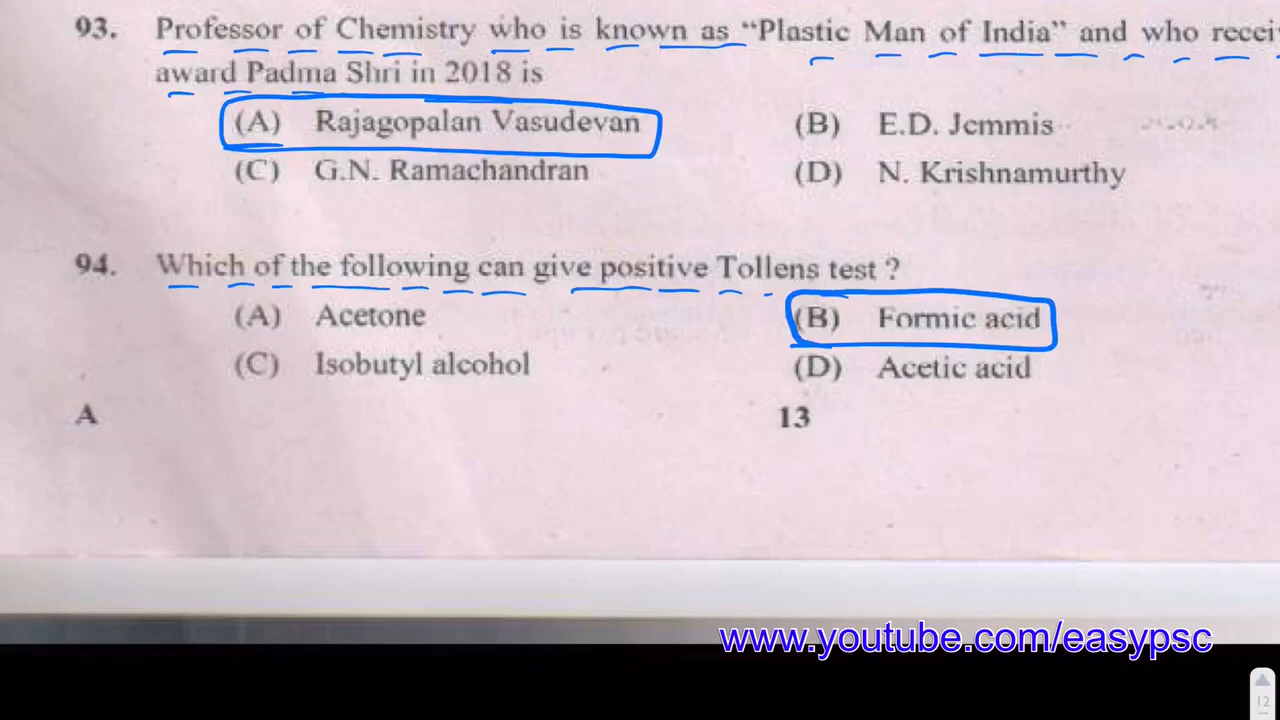 93. Professor of Chemistry who is known as “Plastic Man of India” and who
award Padma Shri in 2018 is
(A) Rajagopalan Vasudevan (B) E.D. Jemmis
(C) G.N. Ramachandran (D) N. Krishnamurthy
94. Which of the following can give positive Tollens test ?
(A) Acetone (B) Formic acid
(C) Isobutyl alcohol (D) Acetic acid
A 13
www.youtube.com/easypsc
12